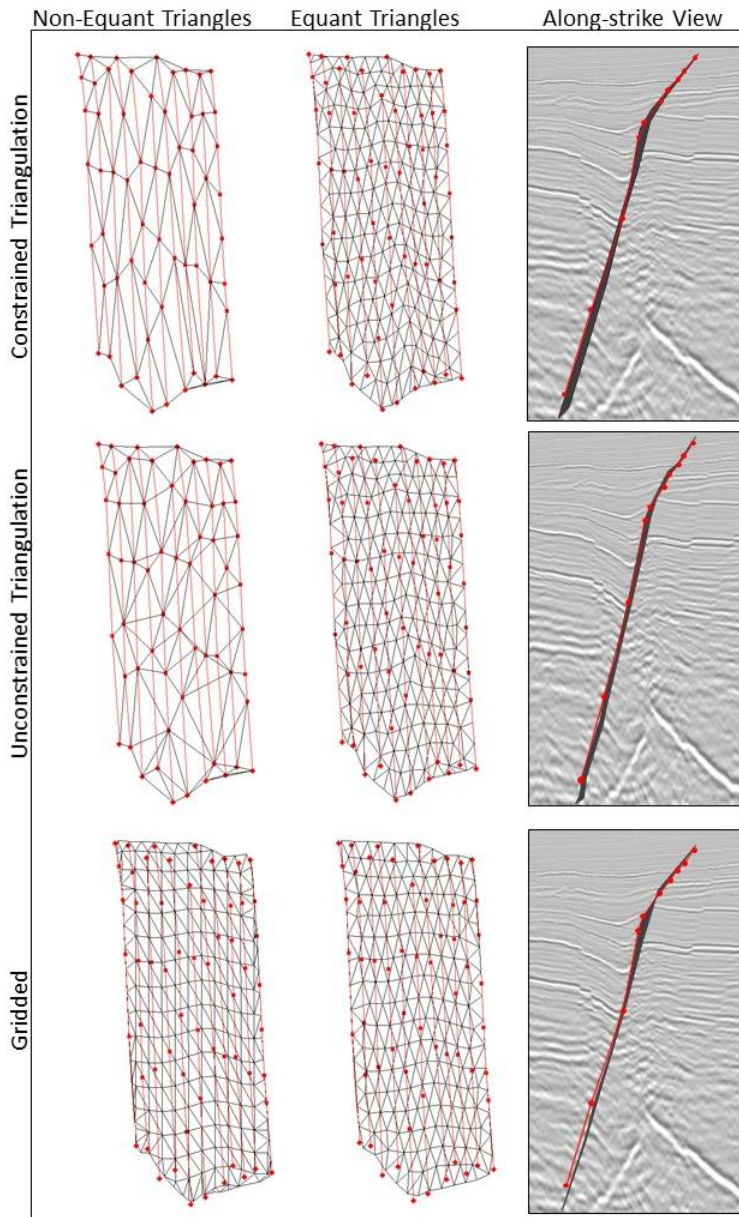 Non-Equant Triangles
Equant Triangles
Along-strike View
Constrained Triangulation
Unconstrained Triangulation
Gridded